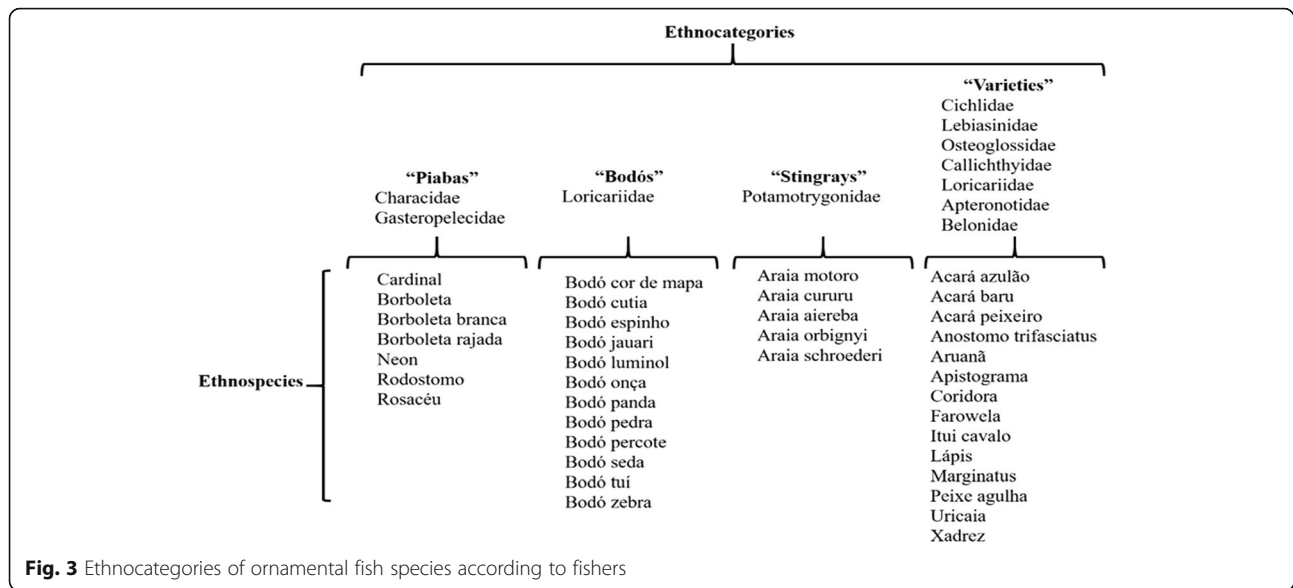 Ethnocategories
"Varieties"
Cichlidae
Lebiasinidae
Osteoglossidae
Callichthyidae
Loricariidae
Apteronotidae
Belonidae
"Piabas"
Characidae
Gasteropelecidae
"Bodós"
Loricariidae
"Stingrays"
Potamotrygonidae
Ethnospecies
Cardinal
Borboleta
Borboleta branca
Borboleta rajada
Neon
Rodostomo
Rosacéu
Bodó cor de mapa
Bodó cutia
Bodó espinho
Bodó jauari
Bodó luminol
Bodó onça
Bodó panda
Bodó pedra
Bodó percote
Bodó seda
Bodó tuí
Bodó zebra
Araia motoro
Araia cururu
Araia aiereba
Araia orbignyi
Araia schroederi
Acará azulão
Acará baru
Acará peixeiro
Anostomo trifasciatus
Aruanã
Apistograma
Coridora
Farowela
Itui cavalo
Lápis
Marginatus
Peixe agulha
Uricaia
Xadrez
Fig. 3 Ethnocategories of ornamental fish species according to fishers